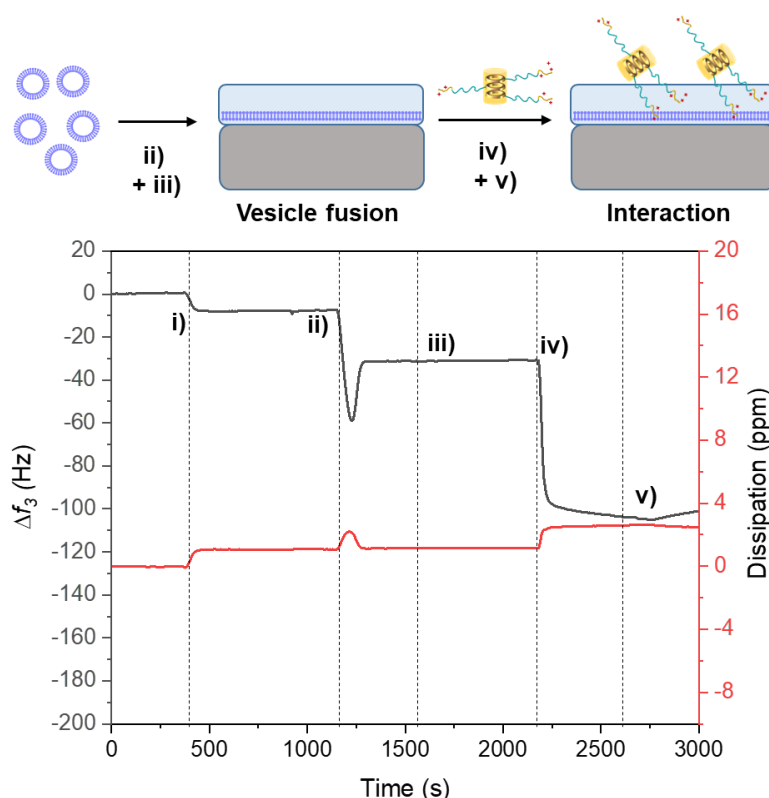 ii)
+ iii)
iv)
+ v)
Vesicle fusion
Interaction
20
0
-20
-40
-60
-80
-100
-120
-140
-160
-180
-200
Δf3 (Hz)
i)
ii)
iii)
iv)
v)
20
16
12
8
4
0
-4
-8
Dissipation (ppm)
0
500
1000
1500
2000
2500
3000
Time (s)